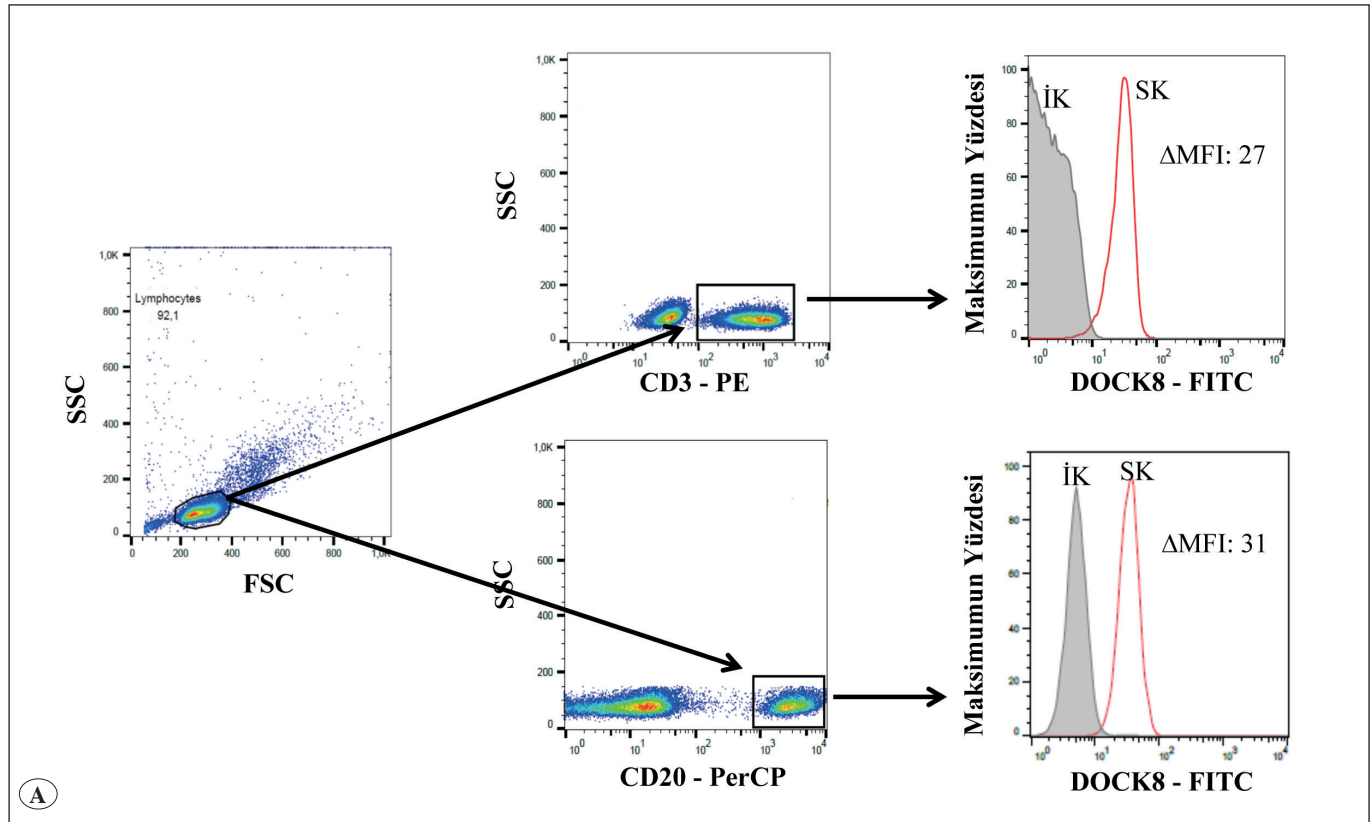 SSC
1,0K
800
600
400
200
0
Lymphocytes
92,1
0 200 400 600 800 1,0K
FSC
SSC
1,0K
800
600
400
200
0
10^0 10^1 10^2 10^3 10^4
CD3 - PE
Maksimumun Yüzdesi
100
80
60
40
20
0
İK
SK
ΔMFI: 27
10^0 10^1 10^2 10^3 10^4
DOCK8 - FITC
SSC
1,0K
800
600
400
200
0
10^0 10^1 10^2 10^3 10^4
CD20 - PerCP
Maksimumun Yüzdesi
100
80
60
40
20
0
İK
SK
ΔMFI: 31
10^0 10^1 10^2 10^3 10^4
DOCK8 - FITC
A